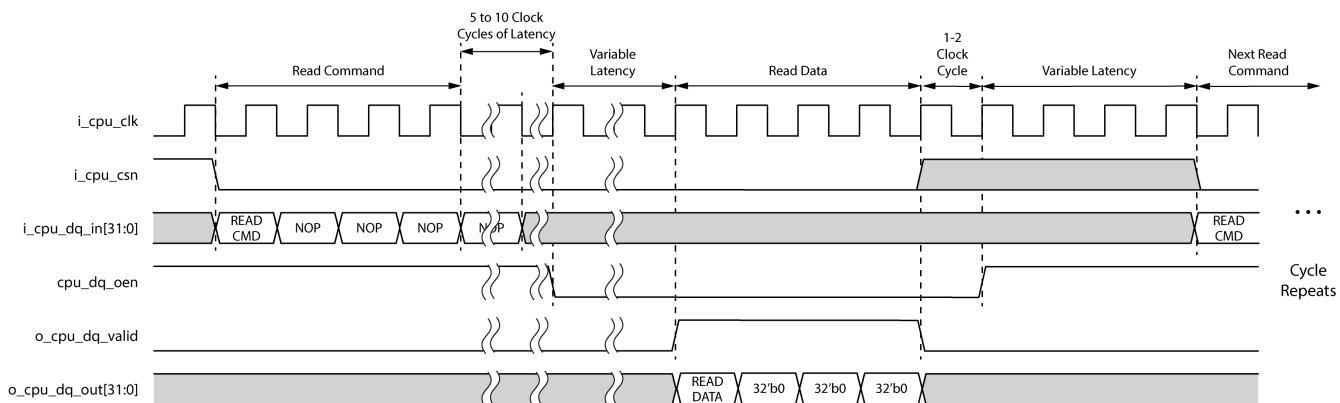 5 to 10 Clock
Cycles of Latency
Variable
Latency
1-2
Clock
Cycle
Next Read
Command
Read Command
Read Data
Variable Latency
i_cpu_clk
i_cpu_csn
i_cpu_dq_in[31:0]
READ
CMD
NOP
NOP
NOP
NOP
READ
CMD
...
cpu_dq_oen
Cycle
Repeats
o_cpu_dq_valid
o_cpu_dq_out[31:0]
READ
DATA
32'b0
32'b0
32'b0